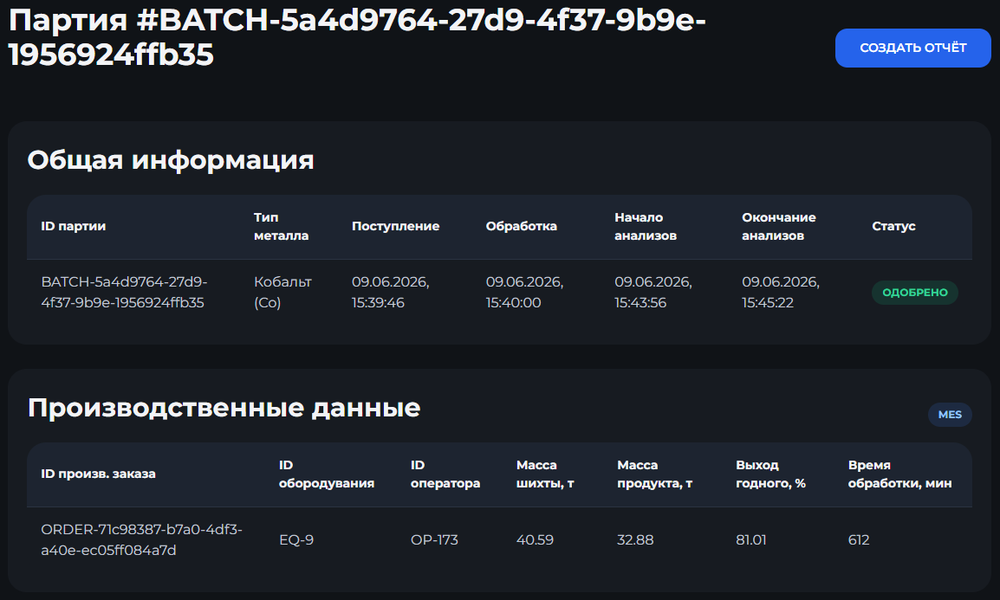 Партия #BATCH-5a4d9764-27d9-4f37-9b9e-
1956924ffb35
СОЗДАТЬ ОТЧЁТ
Общая информация
ID партии
Тип
металла
Поступление
Обработка
Начало
анализов
Окончание
анализов
Статус
BATCH-5a4d9764-27d9-
4f37-9b9e-1956924ffb35
Кобальт
(Co)
09.06.2026,
15:39:46
09.06.2026,
15:40:00
09.06.2026,
15:43:56
09.06.2026,
15:45:22
ОДОБРЕНО
Производственные данные
MES
ID произв. заказа
ID
обородувания
ID
оператора
Масса
шихты, т
Масса
продукта, т
Выход
годного, %
Время
обработки, мин
ORDER-71c98387-b7a0-4df3-
a40e-ec05ff084a7d
EQ-9
OP-173
40.59
32.88
81.01
612